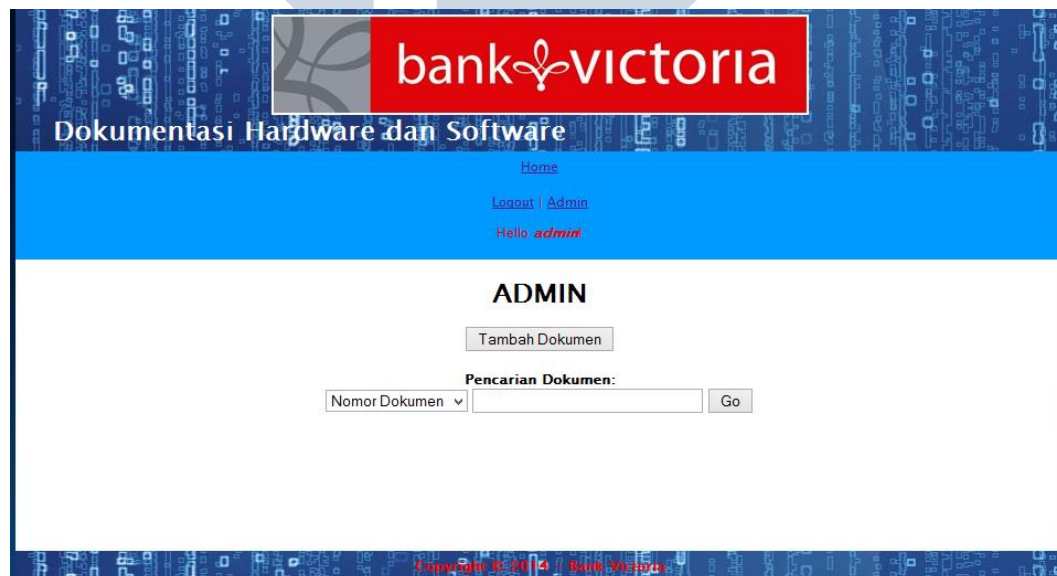 bank victoria
Dokumentasi Hardware dan Software
Home
Logout | Admin
Hello admin!
ADMIN
Tambah Dokumen
Pencarian Dokumen:
Nomor Dokumen Go
Copyright © 2014 - Bank Victoria